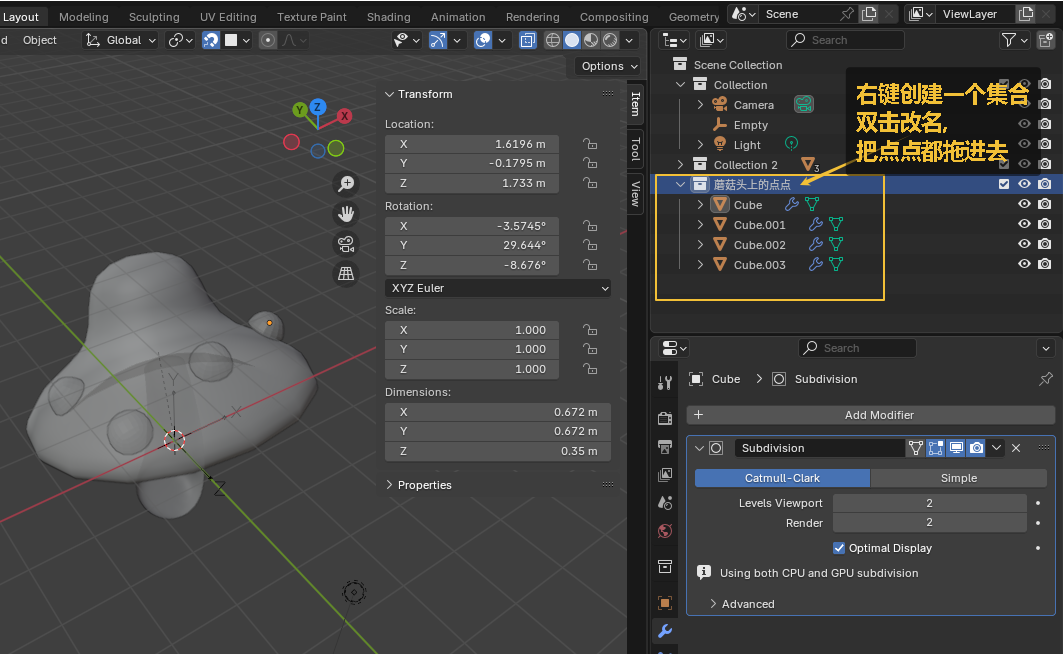 Layout Modeling Sculpting UV Editing Texture Paint Shading Animation Rendering Compositing Geometry Scene ViewLayer
d Object Global Search
Options
Item
Tool
View
Transform
Location:
X 1.6196 m
Y -0.1795 m
Z 1.733 m
Rotation:
X -3.5745°
Y 29.644°
Z -8.676°
XYZ Euler
Scale:
X 1.000
Y 1.000
Z 1.000
Dimensions:
X 0.672 m
Y 0.672 m
Z 0.35 m
Properties
Y Z X
Y
X
Z
Scene Collection
Collection
Camera
Empty
Light
Collection 2 3
蘑菇头上的点点
Cube
Cube.001
Cube.002
Cube.003
右键创建一个集合
双击改名,
把点点都拖进去
Search
Cube > Subdivision
+ Add Modifier
Subdivision
Catmull-Clark Simple
Levels Viewport 2
Render 2
Optimal Display
Using both CPU and GPU subdivision
Advanced